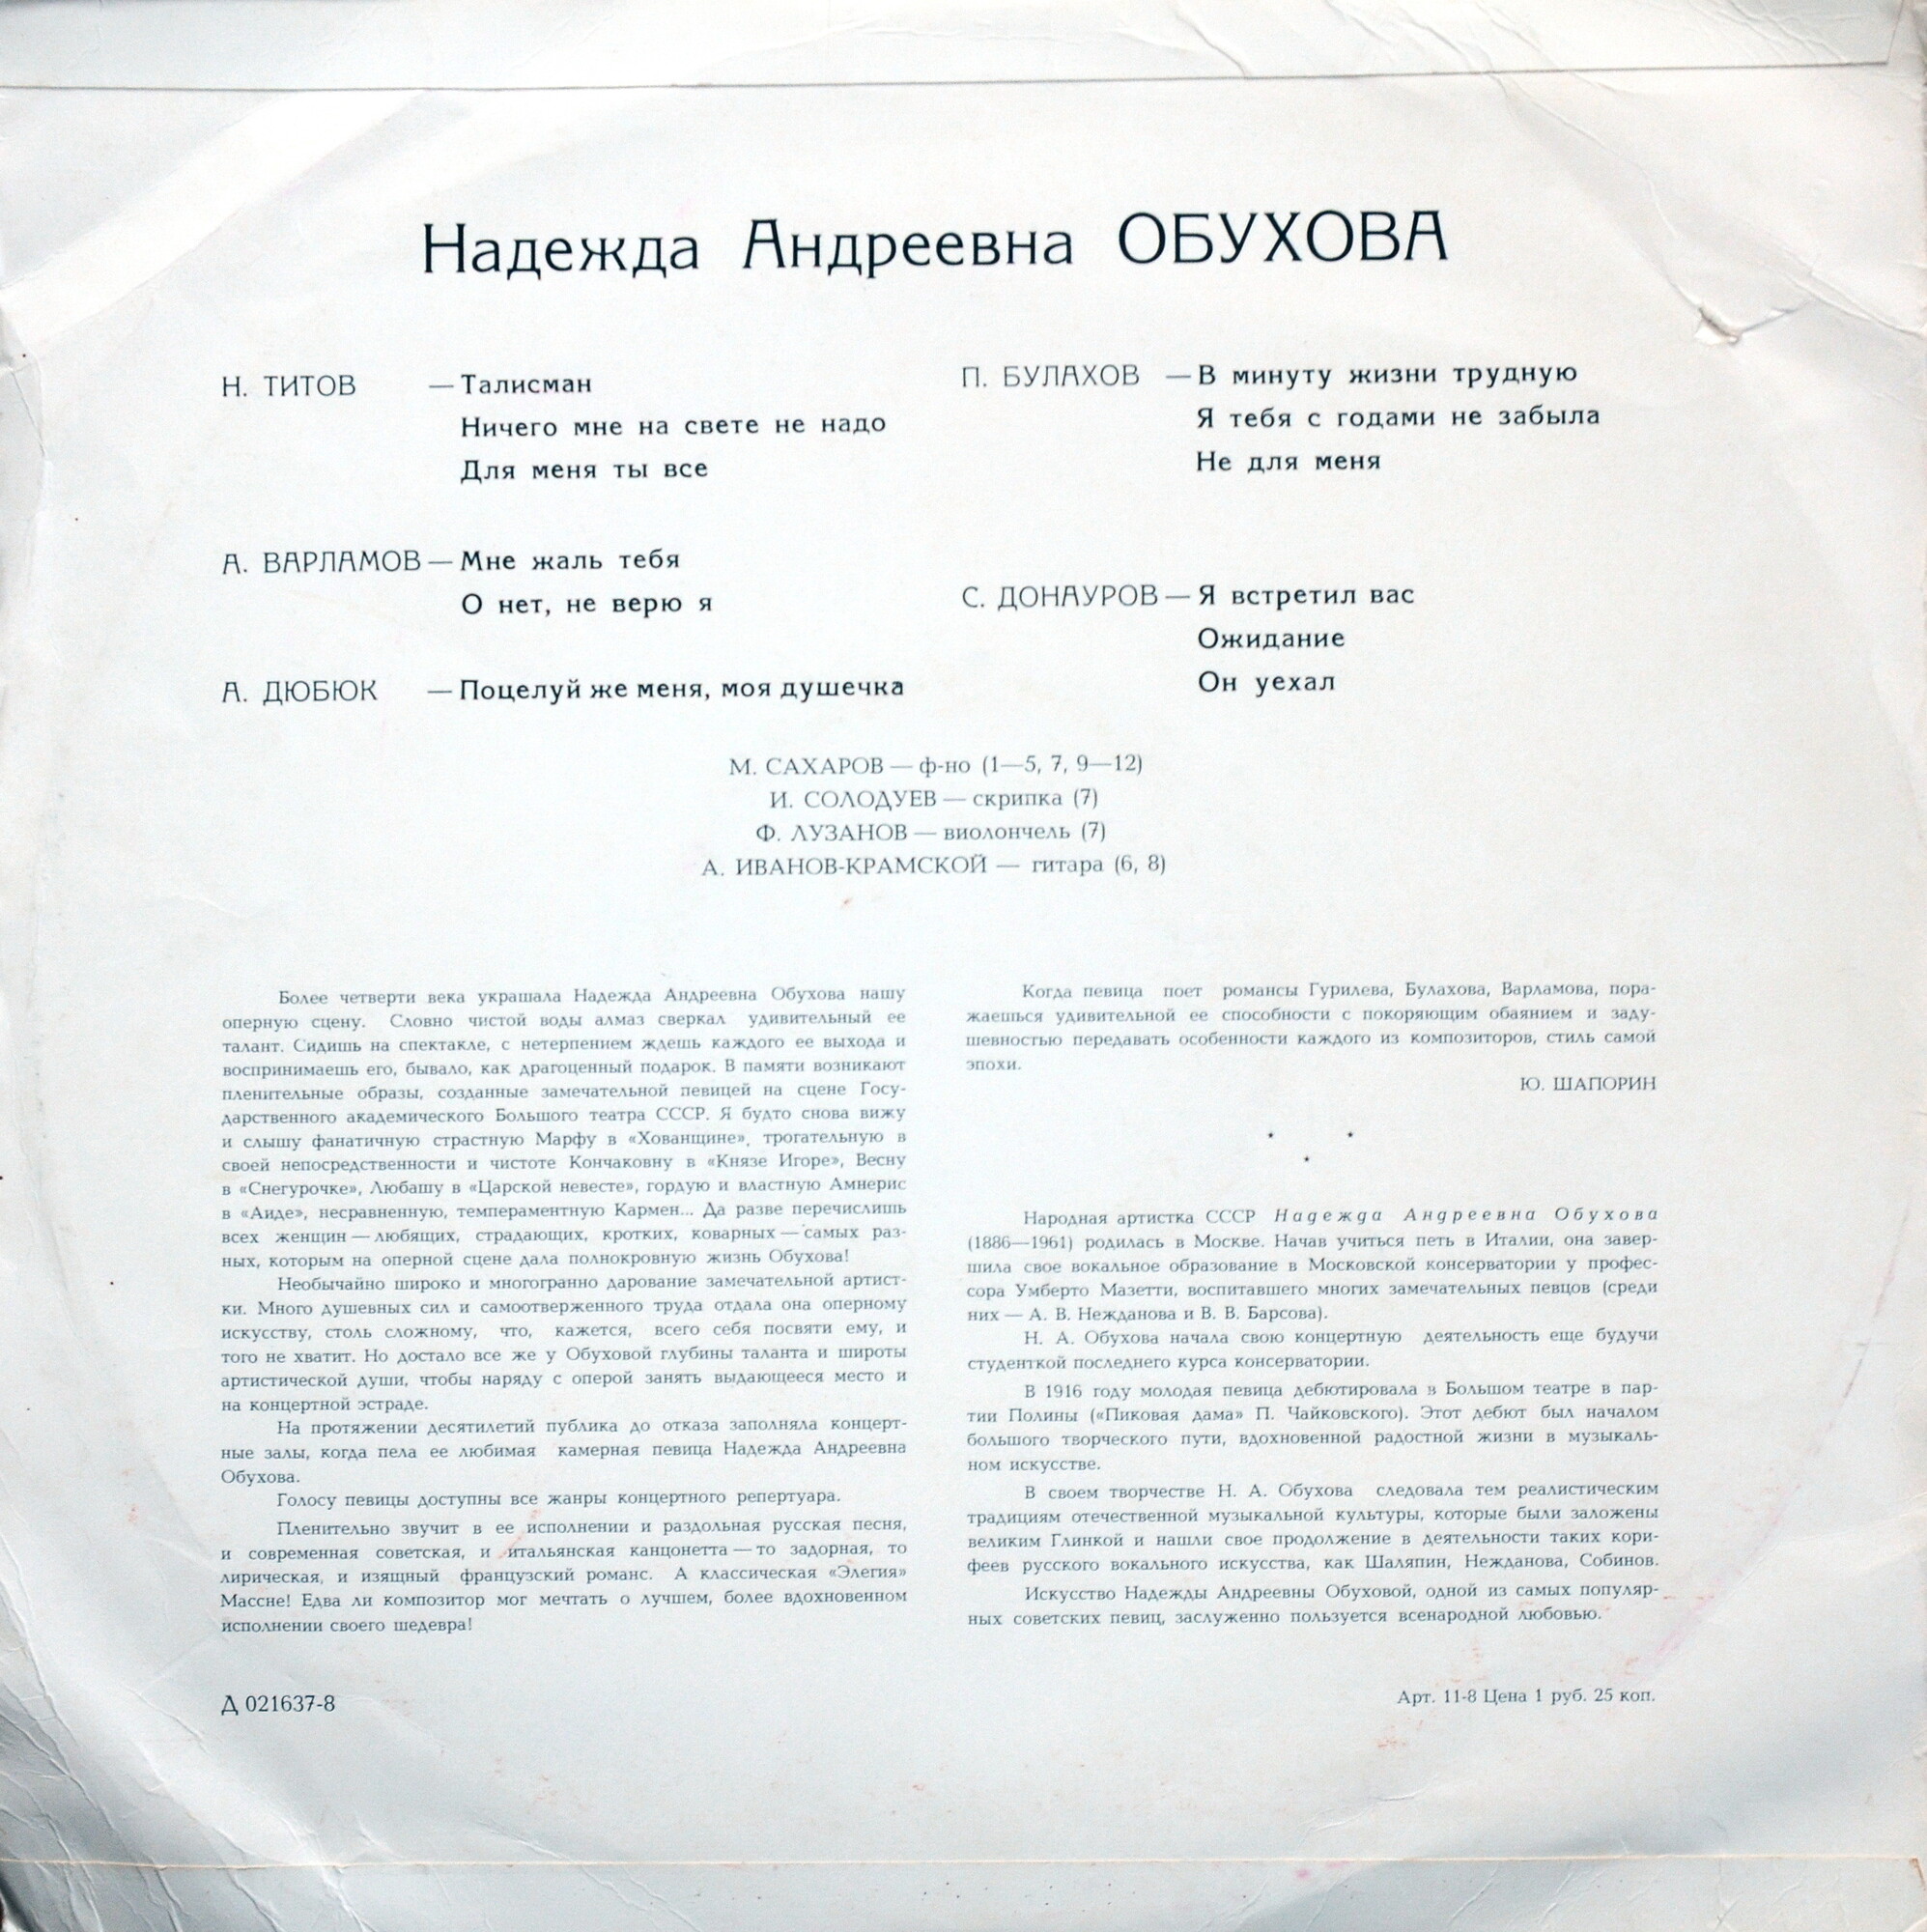 Надежда Андреевна ОБУХОВА
Н. ТИТОВ — Талисман
Ничего мне на свете не надо
Для меня ты все
А. ВАРЛАМОВ — Мне жаль тебя
О нет, не верю я
А. ДЮБЮК — Поцелуй же меня, моя душечка
П. БУЛАХОВ — В минуту жизни трудную
Я тебя с годами не забыла
Не для меня
С. ДОНАУРОВ — Я встретил вас
Ожидание
Он уехал
М. САХАРОВ — ф-но (1—5, 7, 9—12)
И. СОЛОДУЕВ — скрипка (7)
Ф. ЛУЗАНОВ — виолончель (7)
А. ИВАНОВ-КРАМСКОЙ — гитара (6, 8)
Более четверти века украшала Надежда Андреевна Обухова нашу
оперную сцену. Словно чистой воды алмаз сверкал удивительный ее
талант. Сидишь на спектакле, с нетерпением ждешь каждого ее выхода и
воспринимаешь его, бывало, как драгоценный подарок. В памяти возникают
пленительные образы, созданные замечательной певицей на сцене Госу-
дарственного академического Большого театра СССР. Я будто снова вижу
и слышу фанатичную страстную Марфу в «Хованщине», трогательную в
своей непосредственности и чистоте Кончаковну в «Князе Игоре», Весну
в «Снегурочке», Любашу в «Царской невесте», гордую и властную Амнерис
в «Аиде», несравненную, темпераментную Кармен... Да разве перечислишь
всех женщин — любящих, страдающих, кротких, коварных — самых раз-
ных, которым на оперной сцене дала полнокровную жизнь Обухова!
Необычайно широко и многогранно дарование замечательной артист-
ки. Много душевных сил и самоотверженного труда отдала она оперному
искусству, столь сложному, что, кажется, всего себя посвяти ему, и
того не хватит. Но достало все же у Обуховой глубины таланта и широты
артистической души, чтобы наряду с оперой занять выдающееся место и
на концертной эстраде.
На протяжении десятилетий публика до отказа заполняла концерт-
ные залы, когда пела ее любимая камерная певица Надежда Андреевна
Обухова.
Голосу певицы доступны все жанры концертного репертуара.
Пленительно звучит в ее исполнении и раздольная русская песня,
и современная советская, и итальянская канцонетта — то задорная, то
лирическая, и изящный французский романс. А классическая «Элегия»
Массне! Едва ли композитор мог мечтать о лучшем, более вдохновенном
исполнении своего шедевра!
Когда певица поет романсы Гурилева, Булахова, Варламова, пора-
жаешься удивительной ее способности с покоряющим обаянием и заду-
шевностью передавать особенности каждого из композиторов, стиль самой
эпохи.
Ю. ШАПОРИН
Народная артистка СССР Надежда Андреевна Обухова
(1886—1961) родилась в Москве. Начав учиться петь в Италии, она завер-
шила свое вокальное образование в Московской консерватории у профес-
сора Умберто Мазетти, воспитавшего многих замечательных певцов (среди
них — А. В. Нежданова и В. В. Барсова).
Н. А. Обухова начала свою концертную деятельность еще будучи
студенткой последнего курса консерватории.
В 1916 году молодая певица дебютировала в Большом театре в пар-
тии Полины («Пиковая дама» П. Чайковского). Этот дебют был началом
большого творческого пути, вдохновенной радостной жизни в музыкаль-
ном искусстве.
В своем творчестве Н. А. Обухова следовала тем реалистическим
традициям отечественной музыкальной культуры, которые были заложены
великим Глинкой и нашли свое продолжение в деятельности таких кори-
феев русского вокального искусства, как Шаляпин, Нежданова, Собинов.
Искусство Надежды Андреевны Обуховой, одной из самых популяр-
ных советских певиц, заслуженно пользуется всенародной любовью.
Д 021637-8
Арт. 11-8 Цена 1 руб. 25 коп.